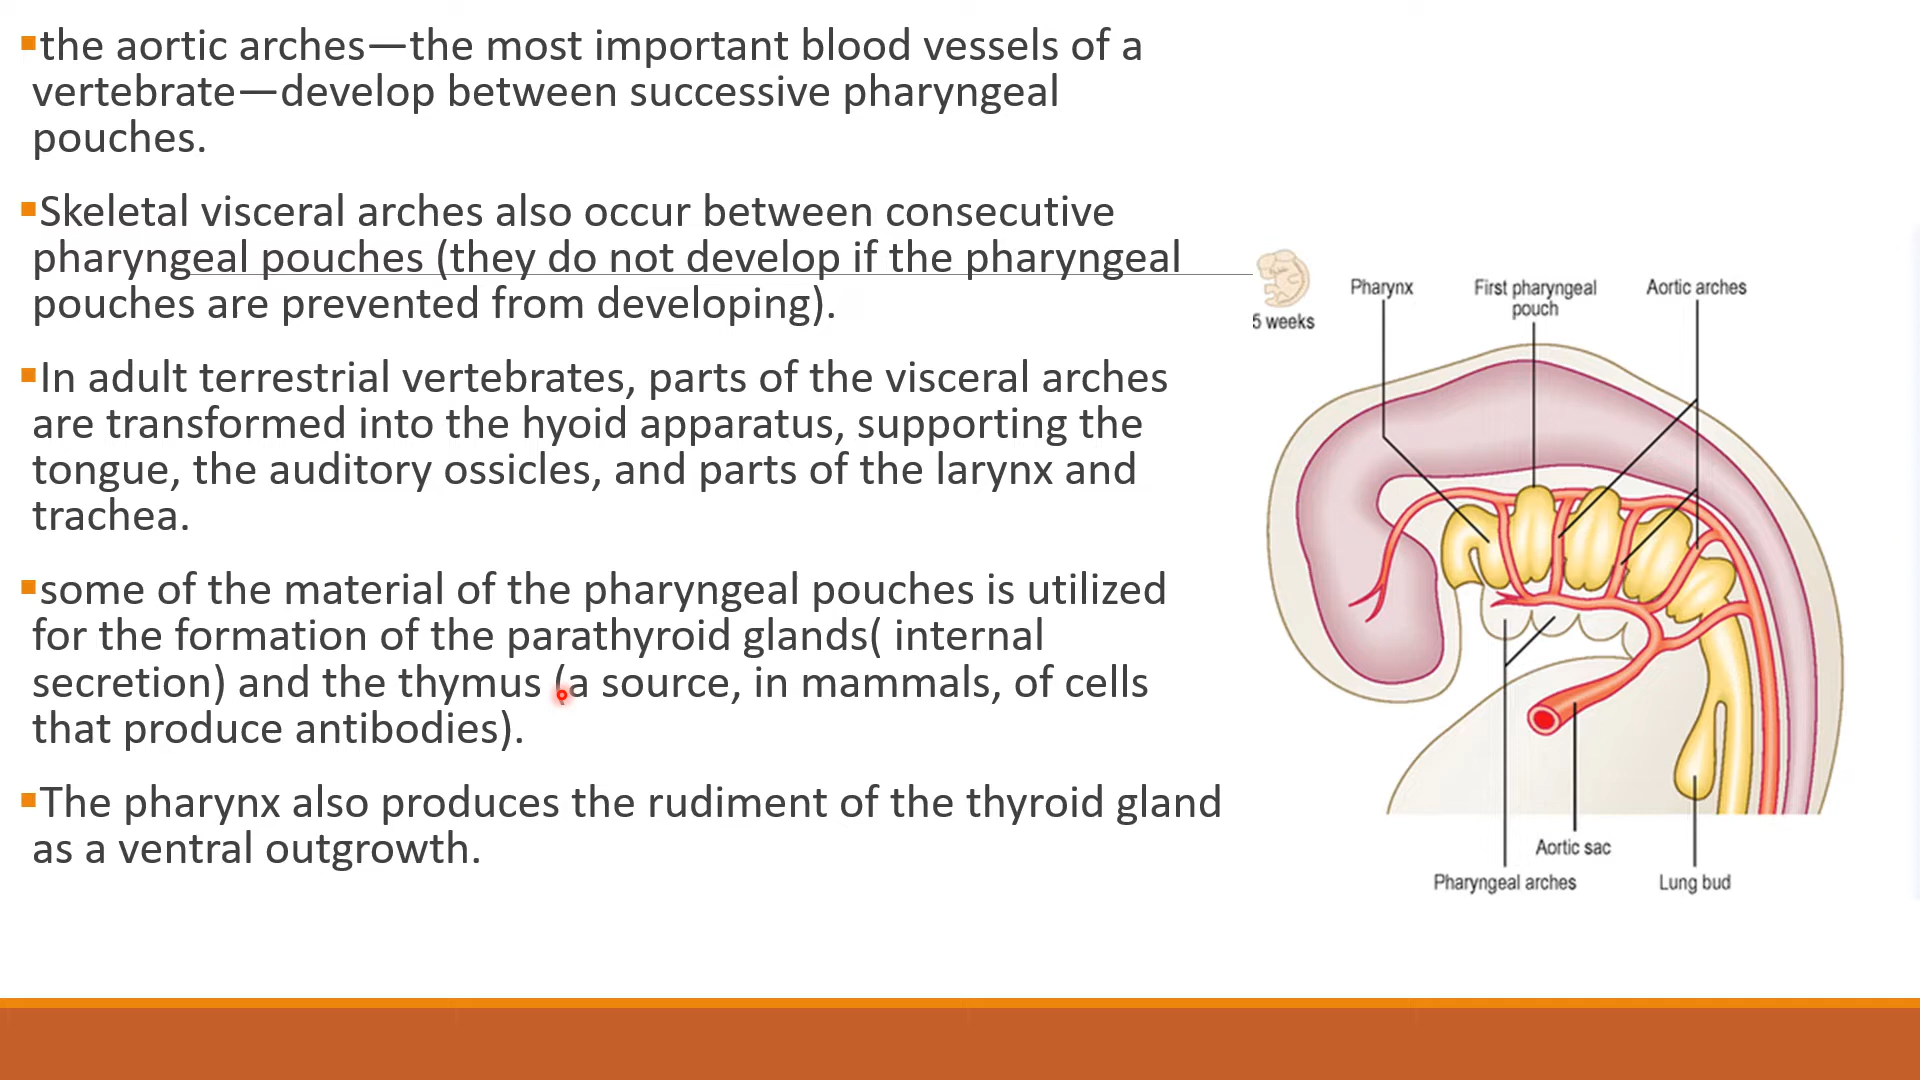 ▪the aortic arches—the most important blood vessels of a
vertebrate—develop between successive pharyngeal
pouches.
▪Skeletal visceral arches also occur between consecutive
pharyngeal pouches (they do not develop if the pharyngeal
pouches are prevented from developing).
▪In adult terrestrial vertebrates, parts of the visceral arches
are transformed into the hyoid apparatus, supporting the
tongue, the auditory ossicles, and parts of the larynx and
trachea.
▪some of the material of the pharyngeal pouches is utilized
for the formation of the parathyroid glands( internal
secretion) and the thymus (a source, in mammals, of cells
that produce antibodies).
▪The pharynx also produces the rudiment of the thyroid gland
as a ventral outgrowth.
5 weeks
Pharynx
First pharyngeal
pouch
Aortic arches
Aortic sac
Pharyngeal arches
Lung bud